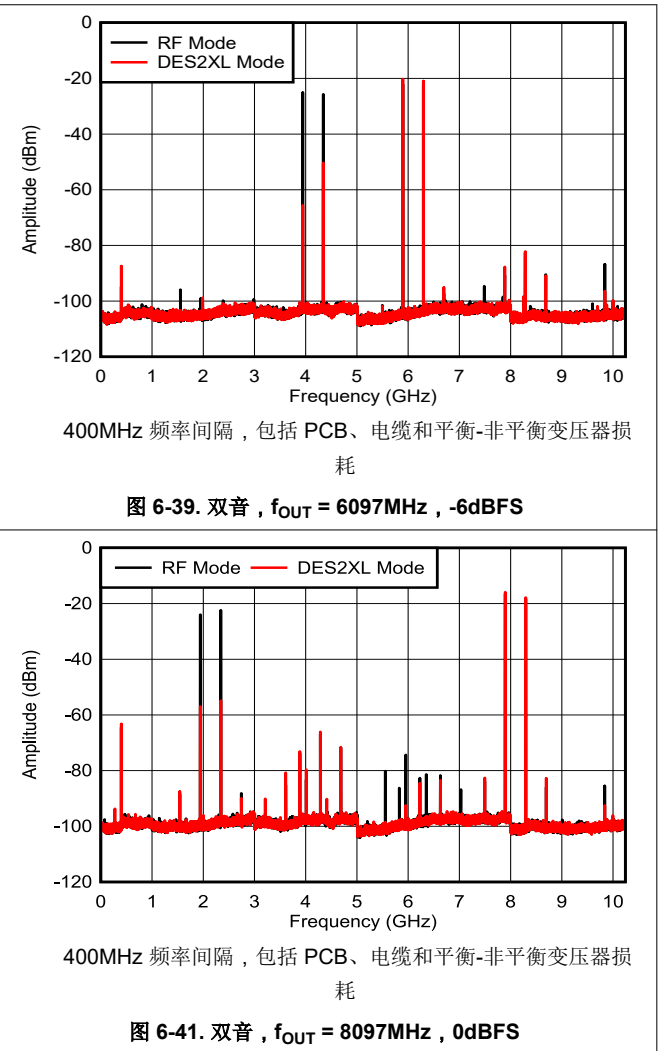 0
RF Mode
DES2XL Mode
-20
-40
-60
-80
-100
-120
Amplitude (dBm)
0 1 2 3 4 5 6 7 8 9 10
Frequency (GHz)
400MHz 频率间隔，包括 PCB、电缆和平衡-非平衡变压器损
耗
图 6-39. 双音，fOUT = 6097MHz，-6dBFS
0
RF Mode DES2XL Mode
-20
-40
-60
-80
-100
-120
Amplitude (dBm)
0 1 2 3 4 5 6 7 8 9 10
Frequency (GHz)
400MHz 频率间隔，包括 PCB、电缆和平衡-非平衡变压器损
耗
图 6-41. 双音，fOUT = 8097MHz，0dBFS